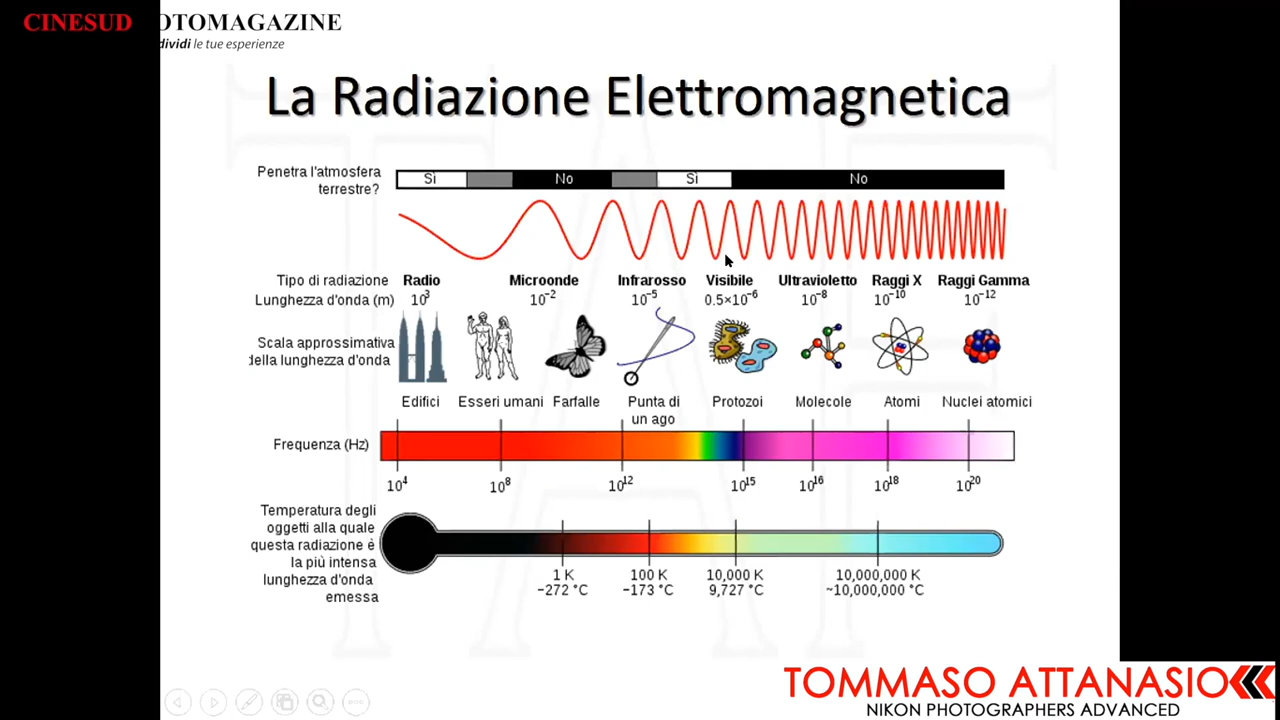 CINESUD OTOMAGAZINE
dividi le tue esperienze
La Radiazione Elettromagnetica
Penetra l'atmosfera
terrestre?
Sì No Sì No
Tipo di radiazione Radio Microonde Infrarosso Visibile Ultravioletto Raggi X Raggi Gamma
Lunghezza d'onda (m) 10³ 10⁻² 10⁻⁵ 0.5×10⁻⁶ 10⁻⁸ 10⁻¹⁰ 10⁻¹²
Scala approssimativa
della lunghezza d'onda
Edifici Esseri umani Farfalle Punta di Protozoi Molecole Atomi Nuclei atomici
un ago
Frequenza (Hz)
10⁴ 10⁸ 10¹² 10¹⁵ 10¹⁶ 10¹⁸ 10²⁰
Temperatura degli
oggetti alla quale
questa radiazione è
la più intensa
lunghezza d'onda
emessa
1 K 100 K 10,000 K 10,000,000 K
−272 °C −173 °C 9,727 °C ~10,000,000 °C
TOMMASO ATTANASIO
NIKON PHOTOGRAPHERS ADVANCED